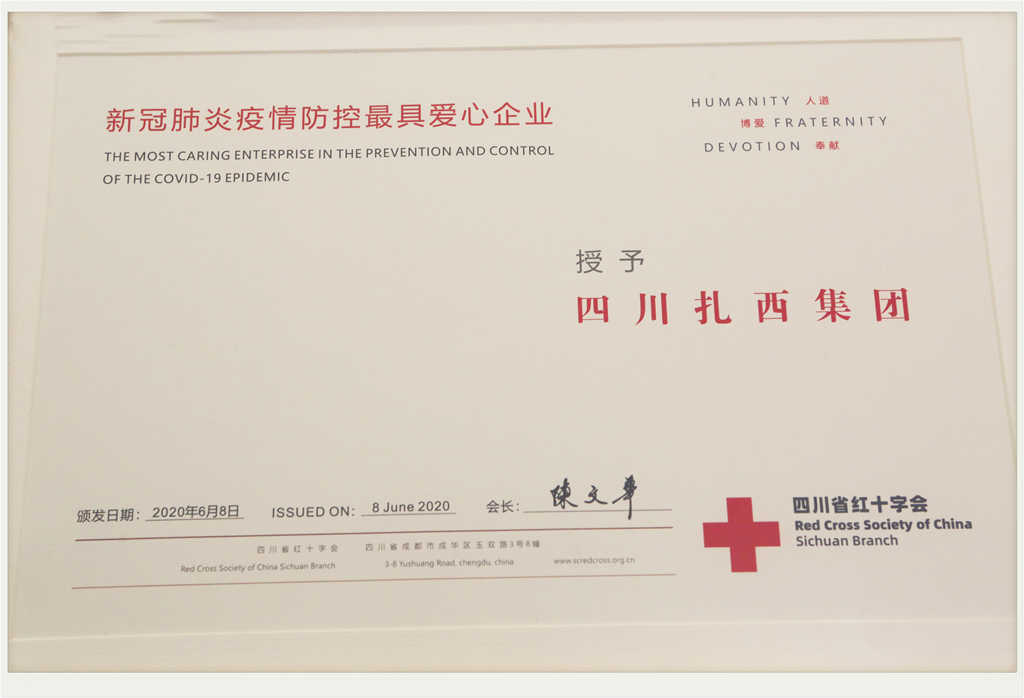 新冠肺炎疫情防控最具爱心企业
THE MOST CARING ENTERPRISE IN THE PREVENTION AND CONTROL
OF THE COVID-19 EPIDEMIC
HUMANITY 人道
博爱 FRATERNITY
DEVOTION 奉献
授予
四川扎西集团
颁发日期: 2020年6月8日 ISSUED ON: 8 June 2020 会长: 陳文華
四川省红十字会 四川省成都市成华区玉双路3号8幢
Red Cross Society of China Sichuan Branch 3-8 Yushuang Road, chengdu, china www.scredcross.org.cn
四川省红十字会
Red Cross Society of China
Sichuan Branch